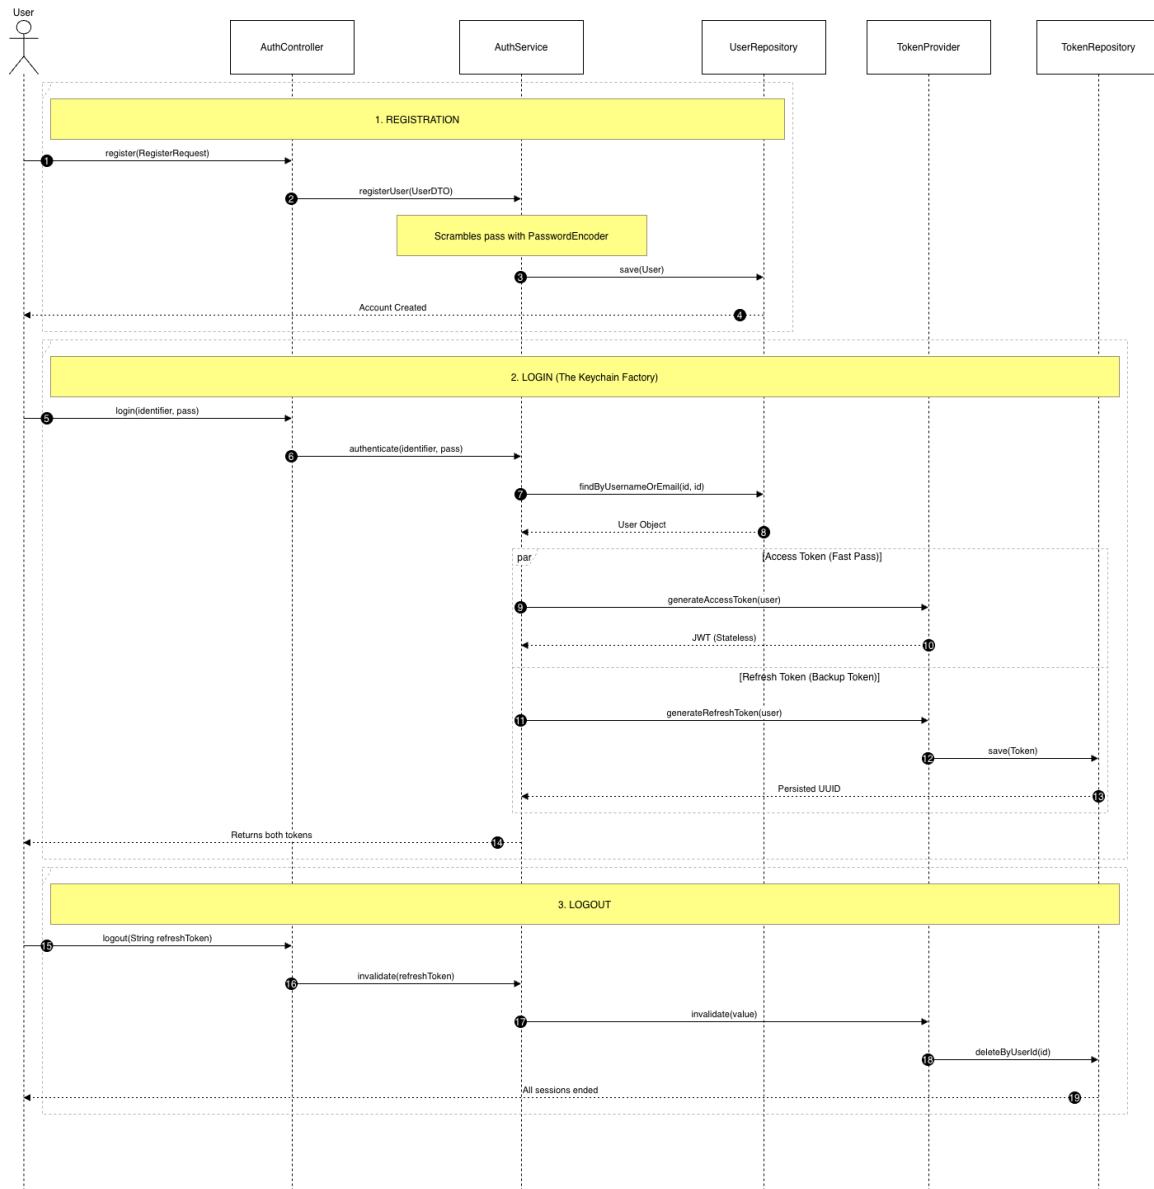 User
AuthController
AuthService
UserRepository
TokenProvider
TokenRepository
1. REGISTRATION
register(RegisterRequest)
1
registerUser(UserDTO)
2
Scrambles pass with PasswordEncoder
save(User)
3
Account Created
4
2. LOGIN (The Keychain Factory)
login(identifier, pass)
5
authenticate(identifier, pass)
6
findByUsernameOrEmail(id, id)
7
User Object
8
par
[Access Token (Fast Pass)]
generateAccessToken(user)
9
JWT (Stateless)
10
[Refresh Token (Backup Token)]
generateRefreshToken(user)
11
save(Token)
12
Persisted UUID
13
Returns both tokens
14
3. LOGOUT
logout(String refreshToken)
15
invalidate(refreshToken)
16
invalidate(value)
17
deleteByUserId(id)
18
All sessions ended
19